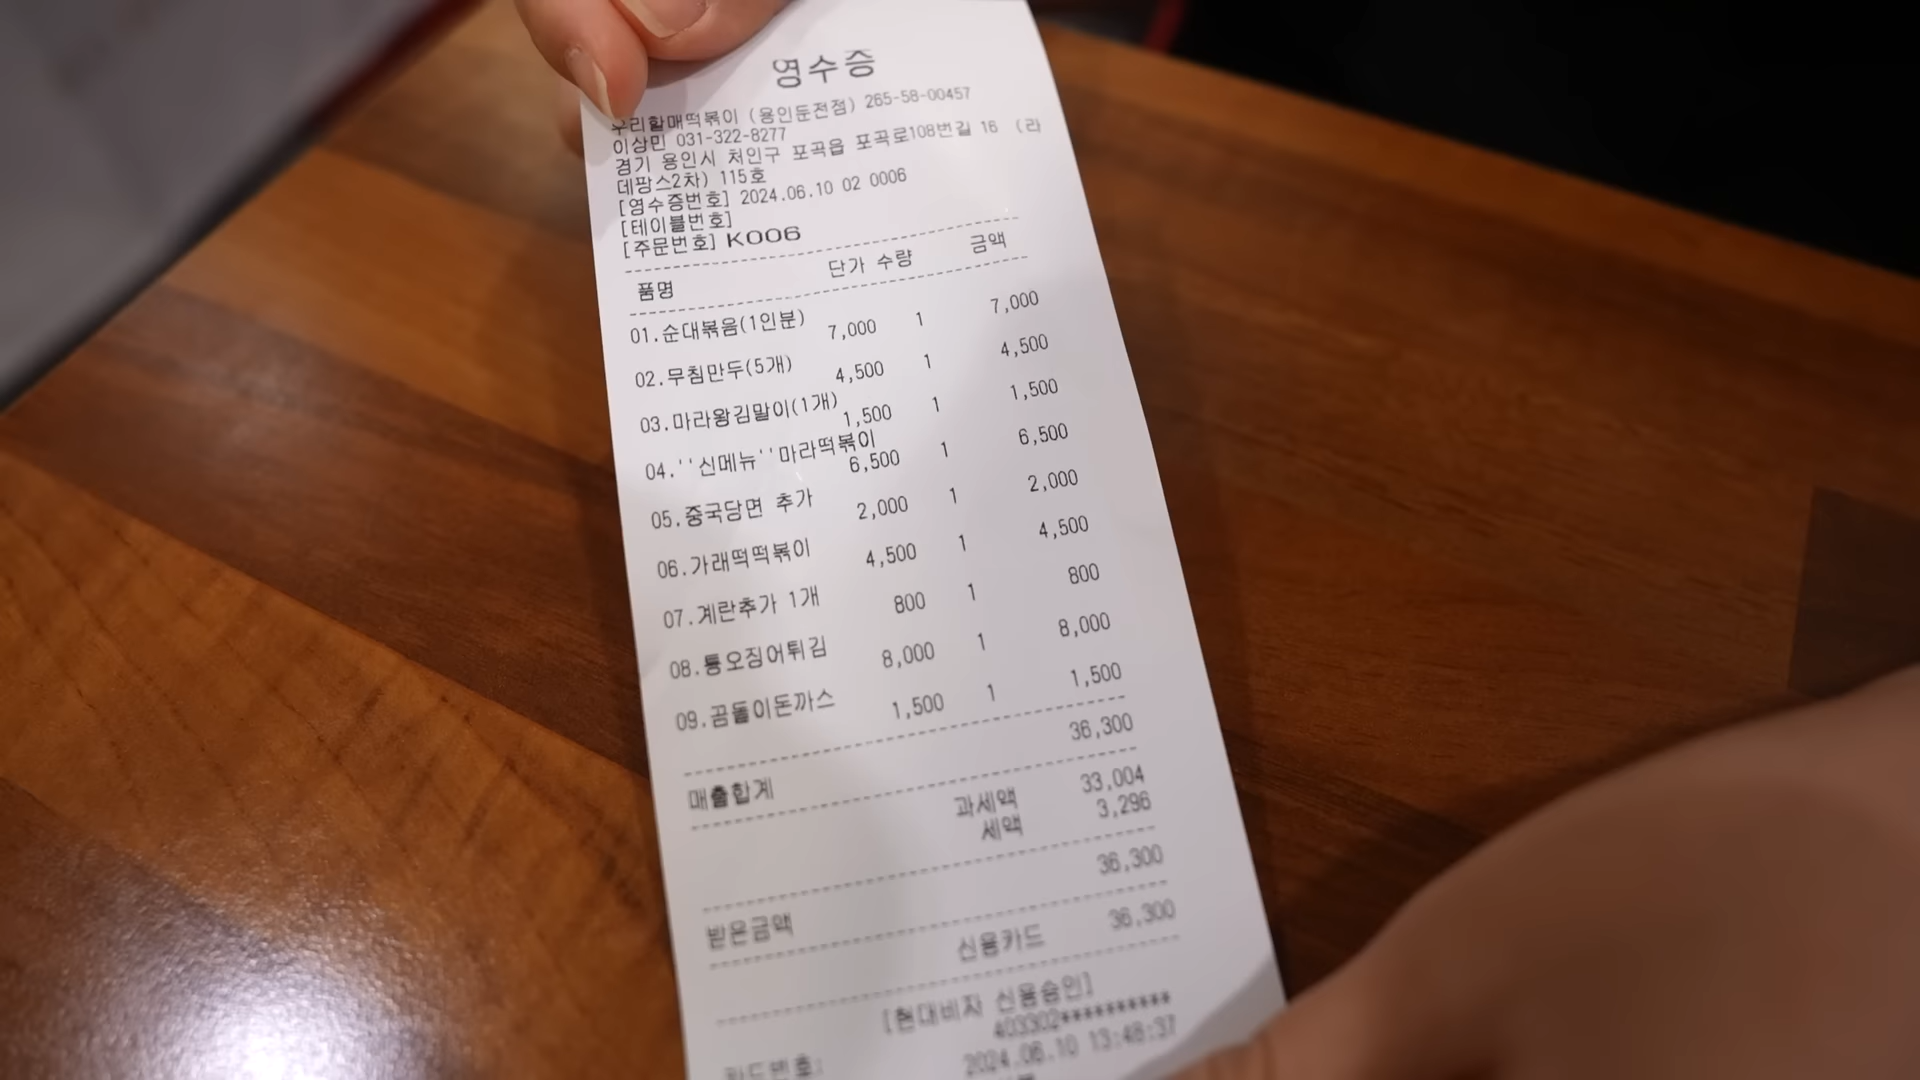 영수증
우리할매떡볶이 (용인둔전점) 265-58-00457
이상민 031-322-8277
경기 용인시 처인구 포곡읍 포곡로108번길 16 (라
데팡스2차) 115호
[영수증번호] 2024.06.10 02 0006
[테이블번호]
[주문번호] K006
품명 단가 수량 금액
01.순대볶음(1인분) 7,000 1 7,000
02.무침만두(5개) 4,500 1 4,500
03.마라왕김말이(1개) 1,500 1 1,500
04.''신메뉴''마라떡볶이 6,500 1 6,500
05.중국당면 추가 2,000 1 2,000
06.가래떡떡볶이 4,500 1 4,500
07.계란추가 1개 800 1 800
08.통오징어튀김 8,000 1 8,000
09.곰돌이돈까스 1,500 1 1,500
매출합계 36,300
과세액 33,004
세액 3,296
받은금액 36,300
신용카드 36,300
[현대비자 신용승인]
카드번호: 403302**********
2024.06.10 13:48:37